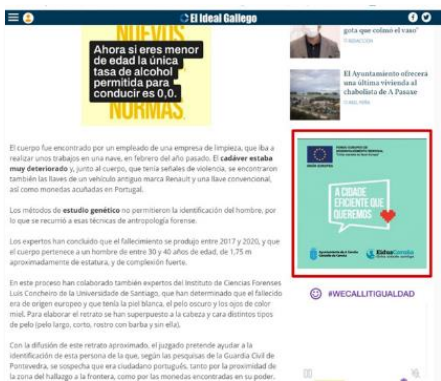 El Ideal Gallego
NUEVOS
Ahora si eres menor
de edad la única
tasa de alcohol
permitida para
conducir es 0,0.
NORMAS.
gota que colmó el vaso"
El Ayuntamiento ofrecerá
una última vivienda al
chabolista de A Pasaxe
El cuerpo fue encontrado por un empleado de una empresa de limpieza, que iba a
realizar unos trabajos en una nave, en febrero del año pasado. El cadáver estaba
muy deteriorado y, junto al cuerpo, que tenía señales de violencia, se encontraron
también las llaves de un vehículo antiguo marca Renault y una llave convencional,
así como monedas acuñadas en Portugal.
Los métodos de estudio genético no permitieron la identificación del hombre, por
lo que se recurrió a esas técnicas de antropología forense.
Los expertos han concluido que el fallecimiento se produjo entre 2017 y 2020, y que
el cuerpo pertenece a un hombre de entre 30 y 40 años de edad, de 1,75 m
aproximadamente de estatura, y de complexión fuerte.
En este proceso han colaborado también expertos del Instituto de Ciencias Forenses
Luis Concheiro de la Universidade de Santiago, que han determinado que el fallecido
era de origen europeo y que tenía la piel blanca, el pelo oscuro y los ojos de color
miel. Para elaborar el retrato se han superpuesto a la cabeza y cara distintos tipos
de pelo (pelo largo, corto, rostro con barba y sin ella).
Con la difusión de este retrato aproximado, el juzgado pretende ayudar a la
identificación de esta persona de la que, según las pesquisas de la Guardia Civil de
Pontevedra, se sospecha que era ciudadano portugués, tanto por la proximidad de
la zona del hallazgo a la frontera, como por las monedas encontradas en su poder.
UNIÓN EUROPEA
A CIDADE
EFICIENTE QUE
QUEREMOS
EidusCoruña
#WECALLITIGUALDAD